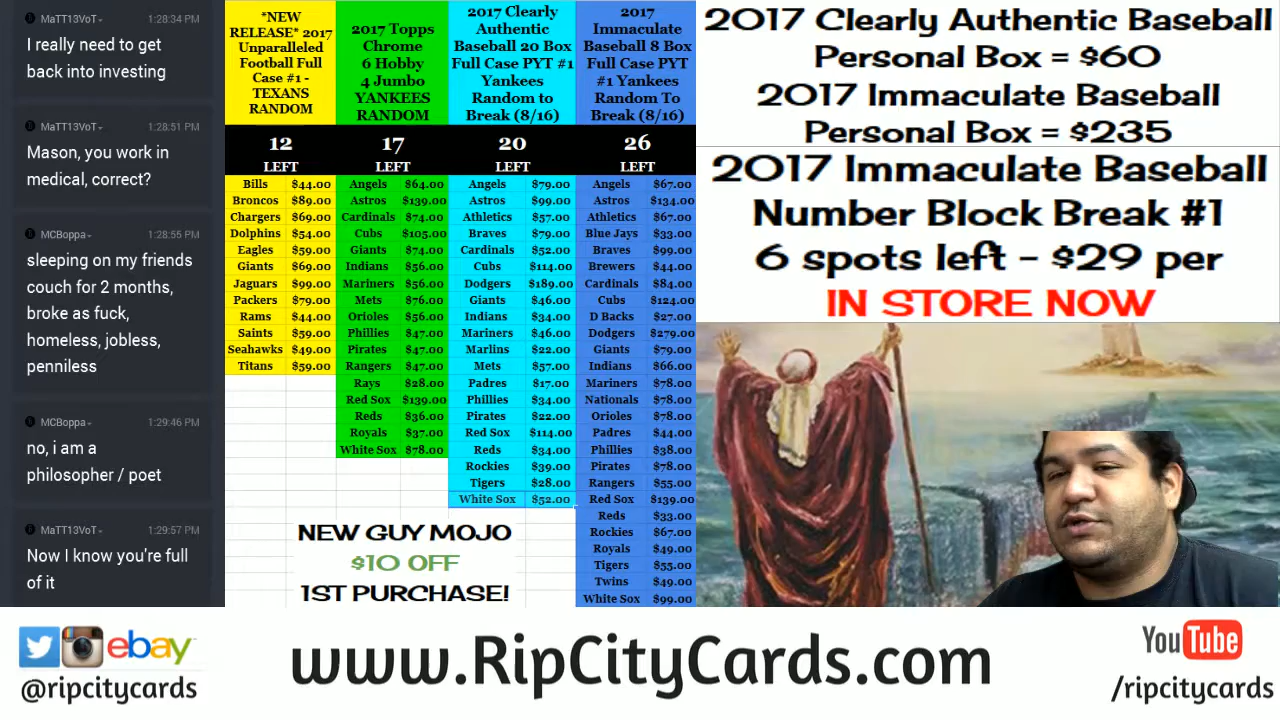 MaTT13VoT 1:28:34 PM
I really need to get
back into investing
MaTT13VoT 1:28:51 PM
Mason, you work in
medical, correct?
MCBoppa 1:28:55 PM
sleeping on my friends
couch for 2 months,
broke as fuck,
homeless, jobless,
penniless
MCBoppa 1:29:46 PM
no, i am a
philosopher / poet
MaTT13VoT 1:29:57 PM
Now I know you're full
of it
*NEW
RELEASE* 2017
Unparalleled
Football Full
Case #1 -
TEXANS
RANDOM
12
LEFT
Bills $44.00
Broncos $89.00
Chargers $69.00
Dolphins $54.00
Eagles $59.00
Giants $69.00
Jaguars $99.00
Packers $79.00
Rams $44.00
Saints $59.00
Seahawks $49.00
Titans $59.00
2017 Topps
Chrome
6 Hobby
4 Jumbo
YANKEES
RANDOM
17
LEFT
Angels $64.00
Astros $139.00
Cardinals $74.00
Cubs $105.00
Giants $74.00
Indians $56.00
Mariners $56.00
Mets $76.00
Orioles $56.00
Phillies $47.00
Pirates $47.00
Rangers $47.00
Rays $28.00
Red Sox $139.00
Reds $36.00
Royals $37.00
White Sox $78.00
2017 Clearly
Authentic
Baseball 20 Box
Full Case PYT #1
Yankees
Random to
Break (8/16)
20
LEFT
Angels $79.00
Astros $99.00
Athletics $57.00
Braves $79.00
Cardinals $52.00
Cubs $114.00
Dodgers $189.00
Giants $46.00
Indians $34.00
Mariners $46.00
Marlins $22.00
Mets $57.00
Padres $17.00
Phillies $34.00
Pirates $22.00
Red Sox $114.00
Reds $34.00
Rockies $39.00
Tigers $28.00
White Sox $52.00
2017
Immaculate
Baseball 8 Box
Full Case PYT
#1 Yankees
Random To
Break (8/16)
26
LEFT
Angels $67.00
Astros $134.00
Athletics $67.00
Blue Jays $33.00
Braves $99.00
Brewers $44.00
Cardinals $84.00
Cubs $124.00
D Backs $27.00
Dodgers $279.00
Giants $79.00
Indians $66.00
Mariners $78.00
Nationals $78.00
Orioles $78.00
Padres $44.00
Phillies $38.00
Pirates $78.00
Rangers $55.00
Red Sox $139.00
Reds $33.00
Rockies $67.00
Royals $49.00
Tigers $55.00
Twins $49.00
White Sox $99.00
NEW GUY MOJO
$10 OFF
1ST PURCHASE!
2017 Clearly Authentic Baseball
Personal Box = $60
2017 Immaculate Baseball
Personal Box = $235
2017 Immaculate Baseball
Number Block Break #1
6 spots left - $29 per
IN STORE NOW
ebay
@ripcitycards
www.RipCityCards.com
YouTube
/ripcitycards